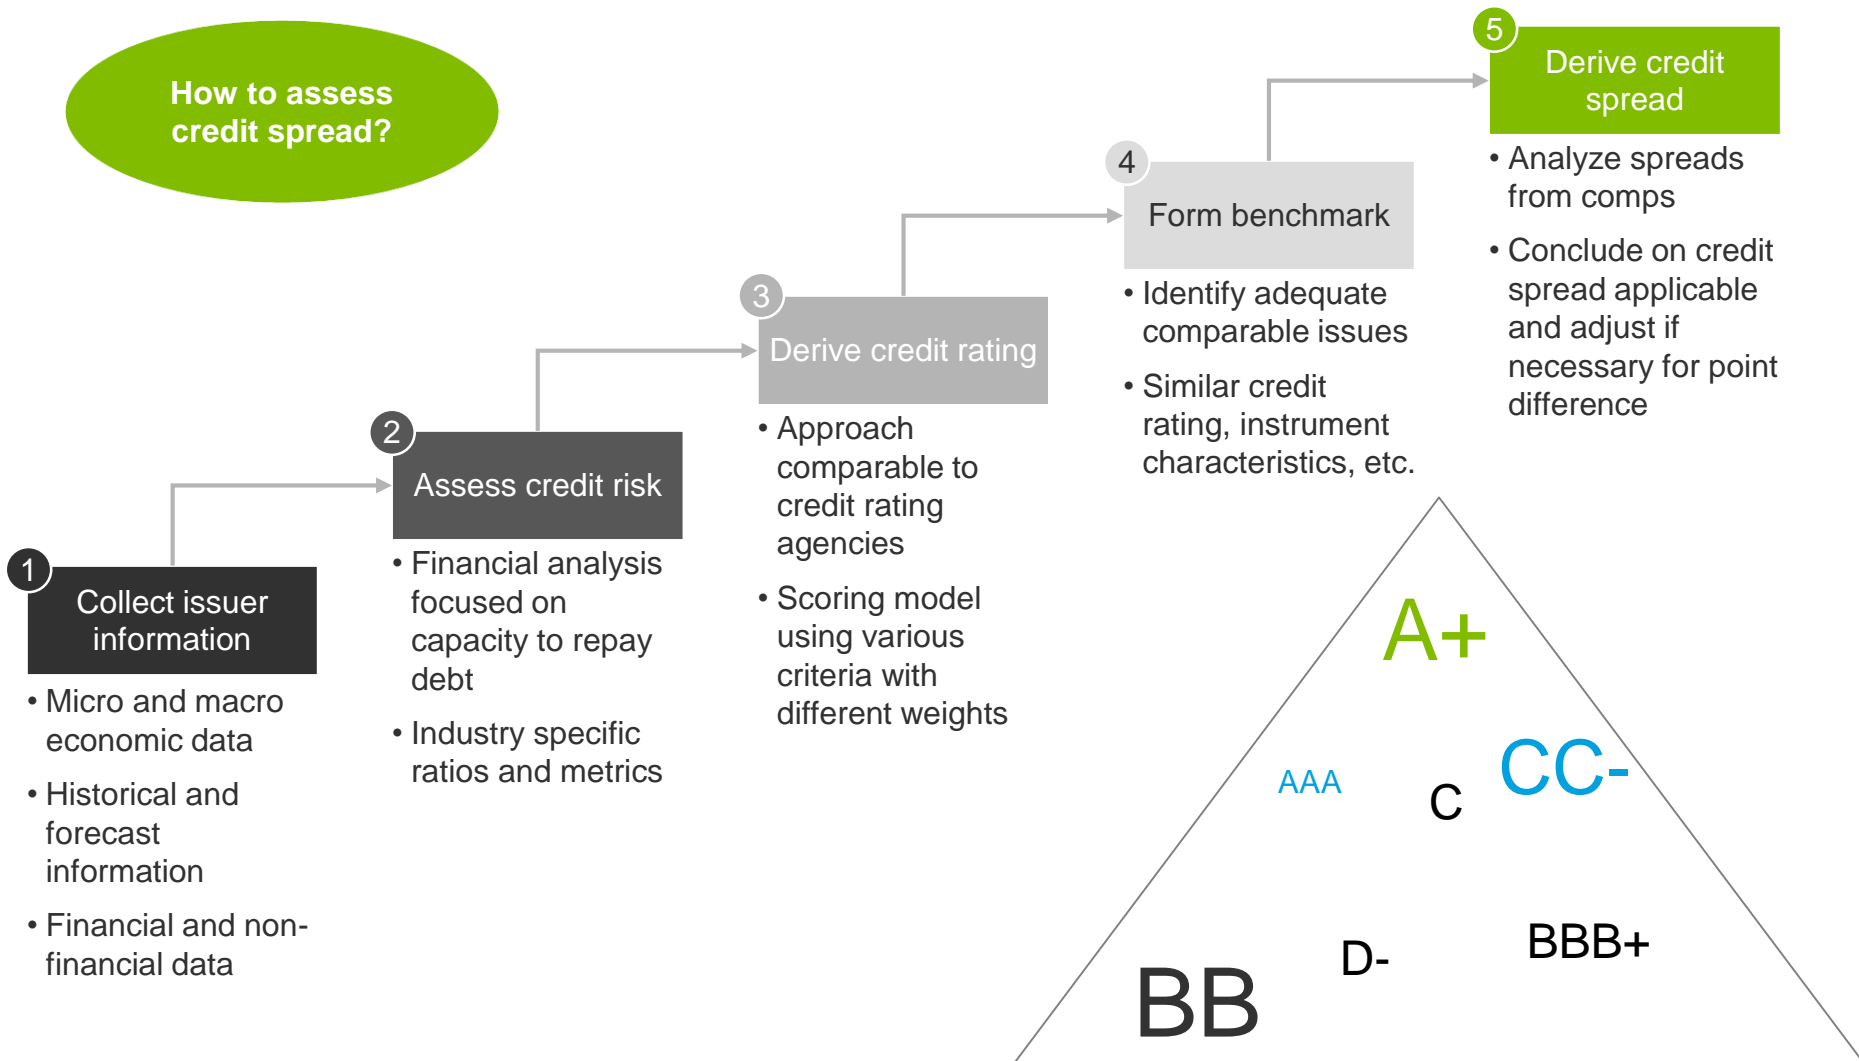 How to assess
credit spread?
1
Collect issuer
information
• Micro and macro
economic data
• Historical and
forecast
information
• Financial and non-
financial data
2
Assess credit risk
• Financial analysis
focused on
capacity to repay
debt
• Industry specific
ratios and metrics
3
Derive credit rating
• Approach
comparable to
credit rating
agencies
• Scoring model
using various
criteria with
different weights
4
Form benchmark
• Identify adequate
comparable issues
• Similar credit
rating, instrument
characteristics, etc.
5
Derive credit
spread
• Analyze spreads
from comps
• Conclude on credit
spread applicable
and adjust if
necessary for point
difference
A+
AAA
C
CC-
BB
D-
BBB+